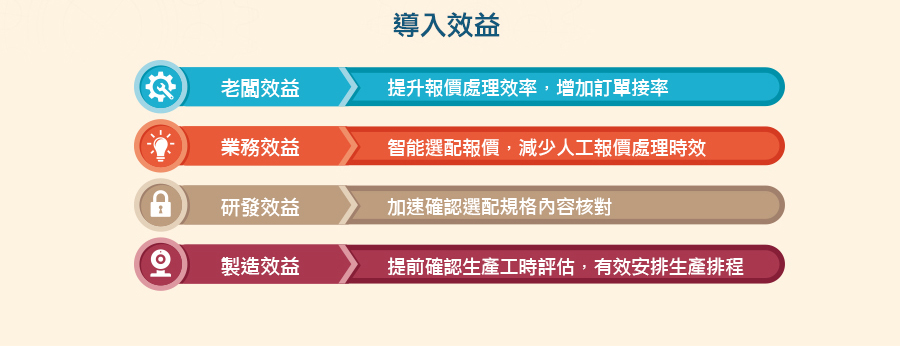 導入效益
老闆效益
提升報價處理效率，增加訂單接率
業務效益
智能選配報價，減少人工報價處理時效
研發效益
加速確認選配規格內容核對
製造效益
提前確認生產工時評估，有效安排生產排程